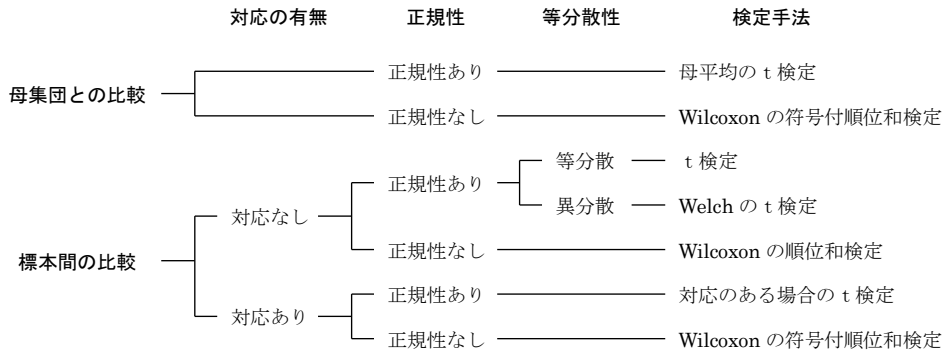 対応の有無 正規性 等分散性 検定手法
母集団との比較
正規性あり 母平均の t 検定
正規性なし Wilcoxon の符号付順位和検定
標本間の比較
対応なし
正規性あり
等分散 t 検定
異分散 Welch の t 検定
正規性なし Wilcoxon の順位和検定
対応あり
正規性あり 対応のある場合の t 検定
正規性なし Wilcoxon の符号付順位和検定